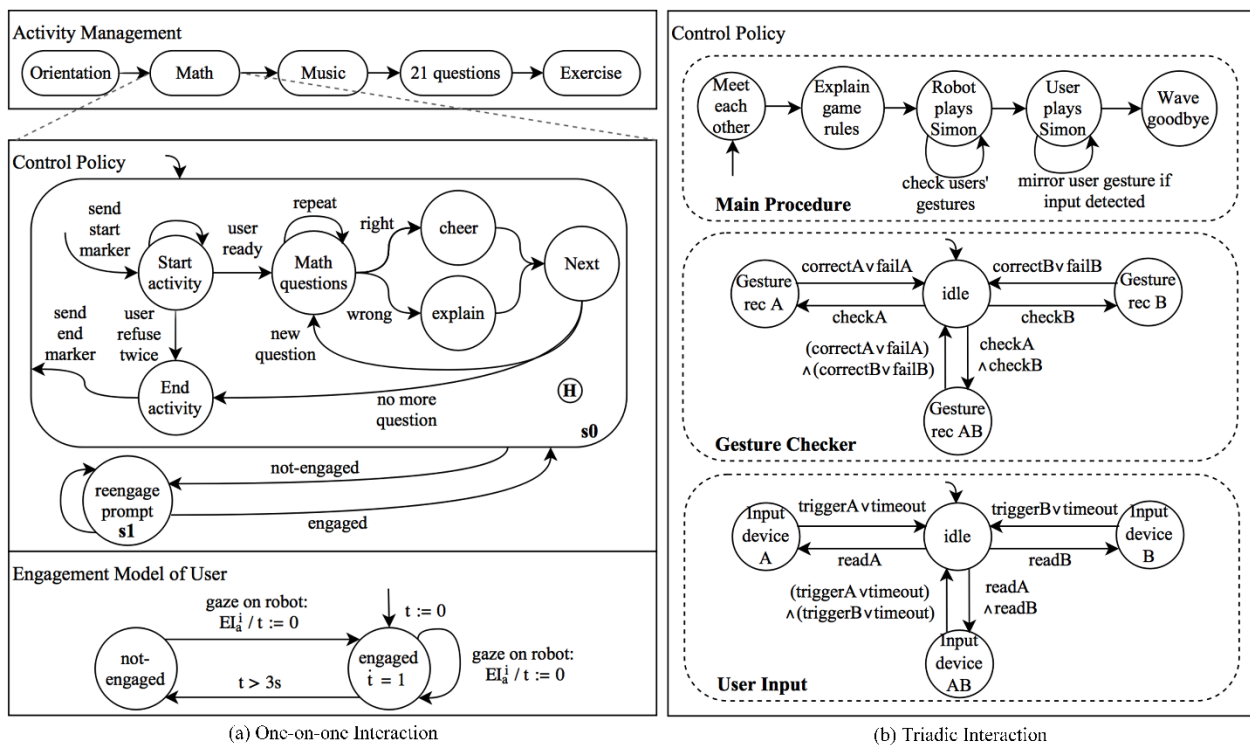 Activity Management
Orientation
Math
Music
21 questions
Exercise
Control Policy
send
start
marker
Start
activity
user
ready
repeat
Math
questions
right
cheer
wrong
explain
Next
new
question
user
refuse
twice
send
end
marker
End
activity
no more
question
H
s0
not-engaged
reengage
prompt
s1
engaged
Engagement Model of User
gaze on robot:
EI_a^i / t := 0
t := 0
not-
engaged
engaged
ṫ = 1
t > 3s
gaze on robot:
EI_a^i / t := 0
(a) One-on-one Interaction
Control Policy
Meet
each
other
Explain
game
rules
Robot
plays
Simon
User
plays
Simon
Wave
goodbye
check users'
gestures
mirror user gesture if
input detected
Main Procedure
Gesture
rec A
correctA∨failA
checkA
idle
correctB∨failB
checkB
Gesture
rec B
(correctA∨failA)
∧(correctB∨failB)
checkA
∧checkB
Gesture
rec AB
Gesture Checker
Input
device
A
triggerA∨timeout
readA
idle
triggerB∨timeout
readB
Input
device
B
(triggerA∨timeout)
∧(triggerB∨timeout)
readA
∧readB
Input
device
AB
User Input
(b) Triadic Interaction